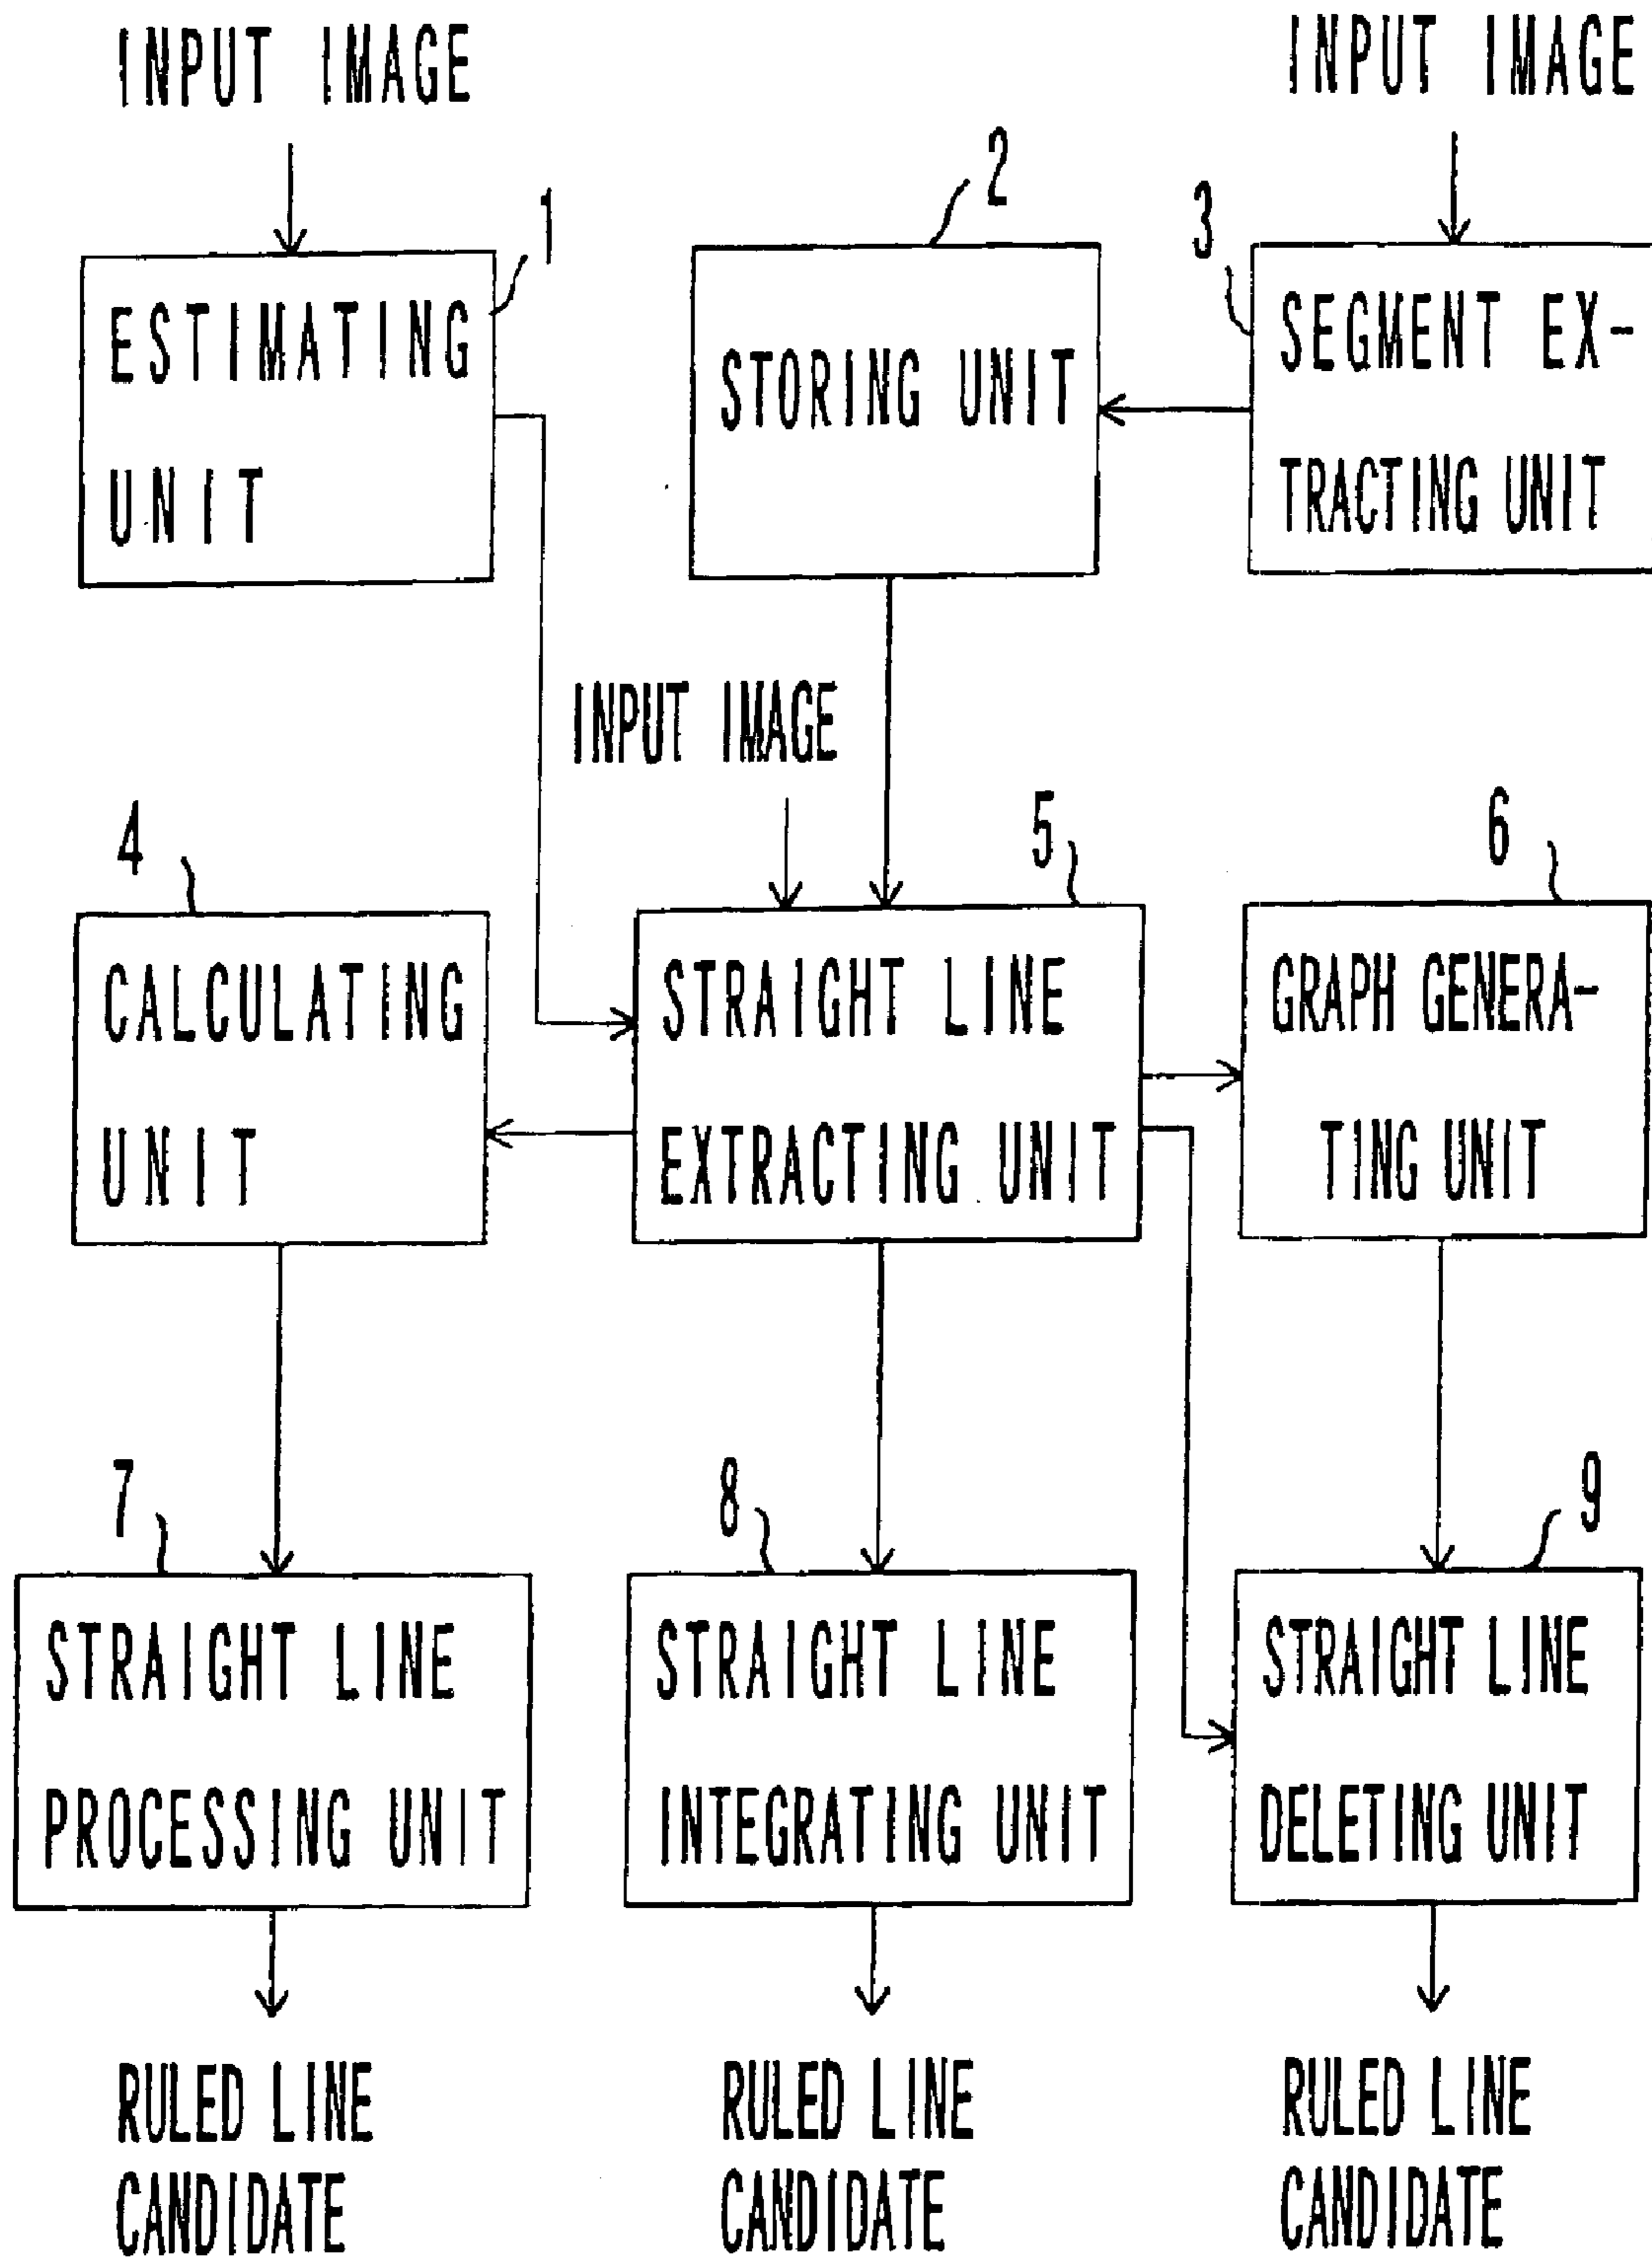 INPUT IMAGE
INPUT IMAGE
1
2
3
ESTIMATING
UNIT
STORING UNIT
SEGMENT EX-
TRACTING UNIT
INPUT IMAGE
4
5
6
CALCULATING
UNIT
STRAIGHT LINE
EXTRACTING UNIT
GRAPH GENERA-
TING UNIT
7
8
9
STRAIGHT LINE
PROCESSING UNIT
STRAIGHT LINE
INTEGRATING UNIT
STRAIGHT LINE
DELETING UNIT
RULED LINE
CANDIDATE
RULED LINE
CANDIDATE
RULED LINE
CANDIDATE